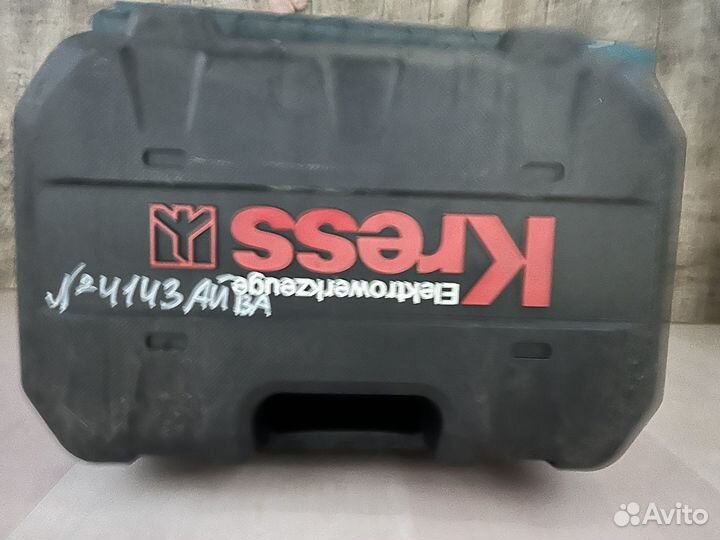 Kress
Elektrowerkzeuge
№4143 АЙВА
Avito